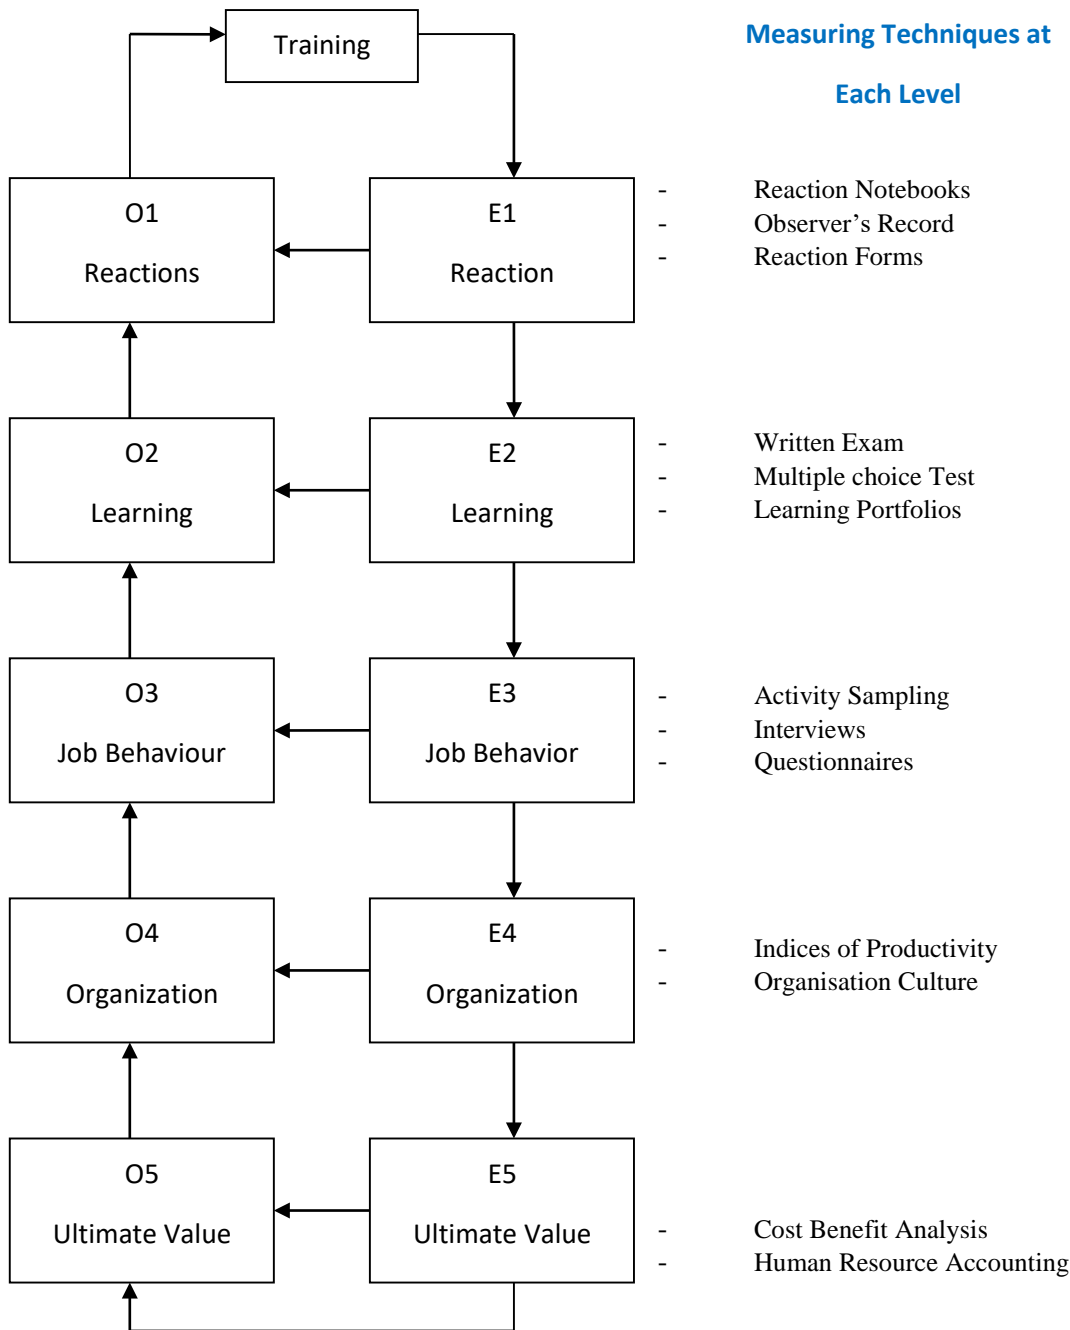 Training
Measuring Techniques at
Each Level
O1
Reactions
E1
Reaction
- Reaction Notebooks
- Observer’s Record
- Reaction Forms
O2
Learning
E2
Learning
- Written Exam
- Multiple choice Test
- Learning Portfolios
O3
Job Behaviour
E3
Job Behavior
- Activity Sampling
- Interviews
- Questionnaires
O4
Organization
E4
Organization
- Indices of Productivity
- Organisation Culture
O5
Ultimate Value
E5
Ultimate Value
- Cost Benefit Analysis
- Human Resource Accounting